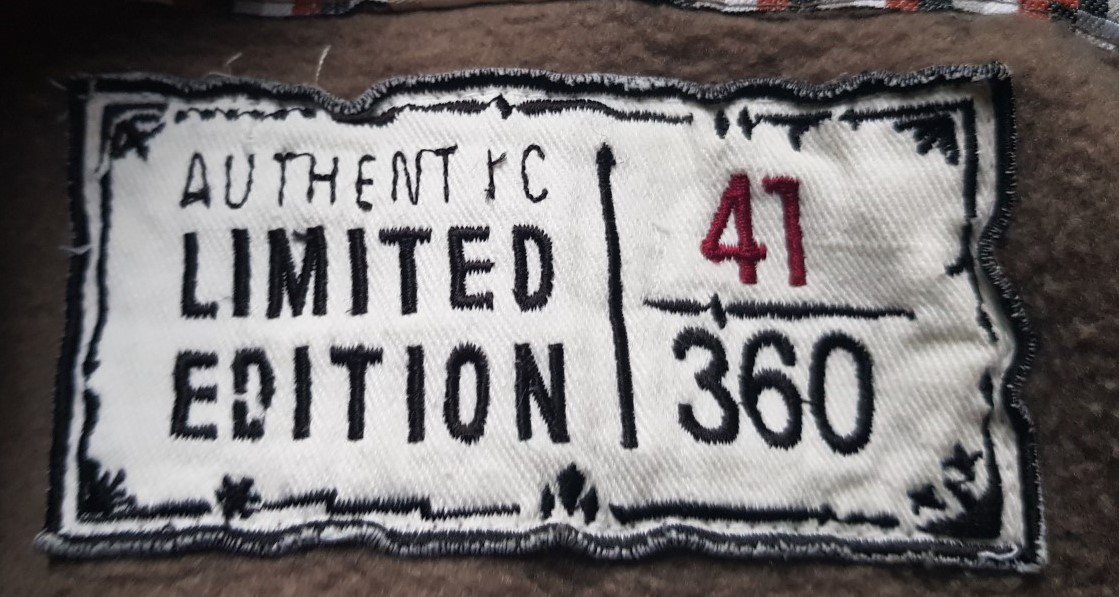 AUTHENTIC
LIMITED
EDITION
41
360